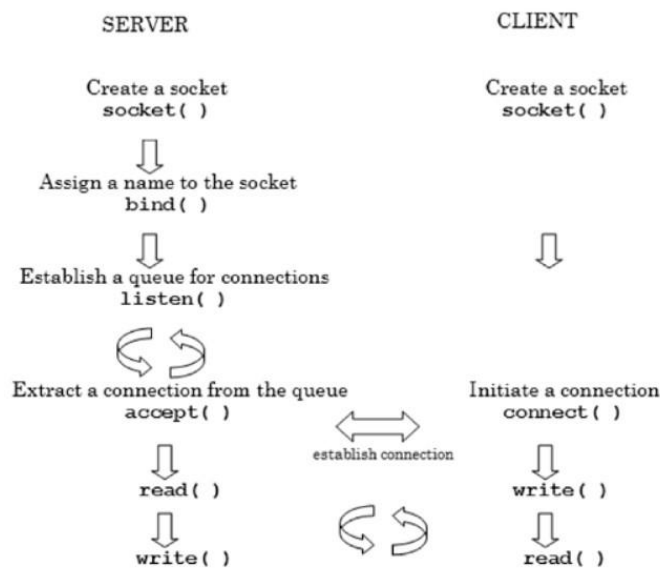 SERVER
CLIENT
Create a socket
socket( )
Create a socket
socket( )
Assign a name to the socket
bind( )
Establish a queue for connections
listen( )
Extract a connection from the queue
accept( )
Initiate a connection
connect( )
establish connection
read( )
write( )
write( )
read( )